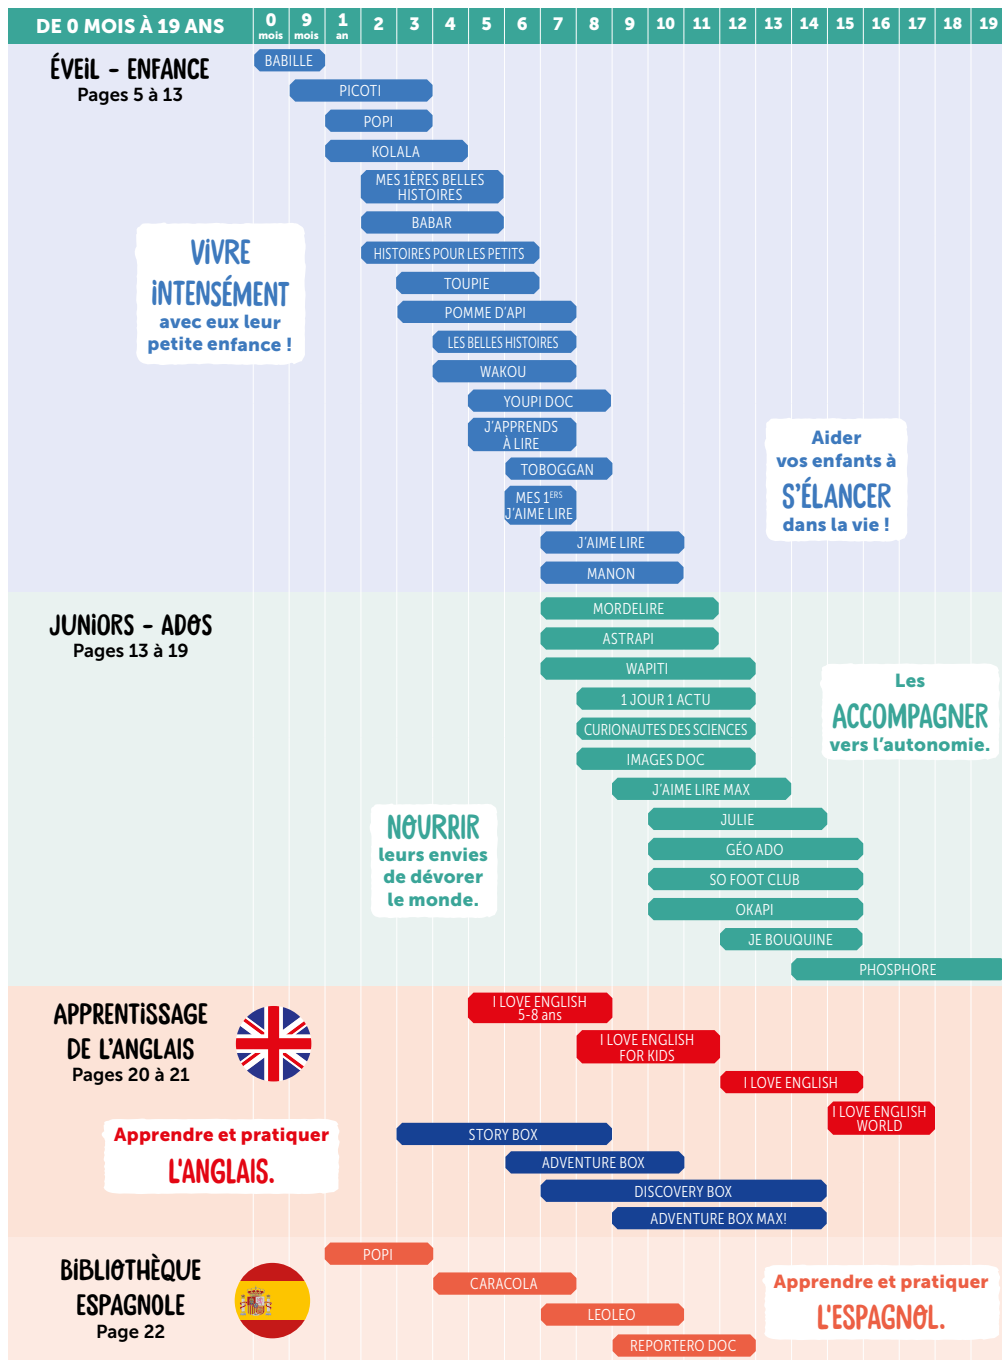 DE 0 MOIS À 19 ANS
0 mois
9 mois
1 an
2
3
4
5
6
7
8
9
10
11
12
13
14
15
16
17
18
19
ÉVEIL - ENFANCE
Pages 5 à 13
BABILLE
PICOTI
POPI
KOLALA
MES 1ÈRES BELLES
HISTOIRES
BABAR
HISTOIRES POUR LES PETITS
TOUPIE
POMME D'API
LES BELLES HISTOIRES
WAKOU
YOUPI DOC
J'APPRENDS
À LIRE
TOBOGGAN
MES 1ERS
J'AIME LIRE
J'AIME LIRE
MANON
VIVRE
INTENSÉMENT
avec eux leur
petite enfance !
Aider
vos enfants à
S'ÉLANCER
dans la vie !
JUNIORS - ADOS
Pages 13 à 19
MORDELIRE
ASTRAPI
WAPITI
1 JOUR 1 ACTU
CURIONAUTES DES SCIENCES
IMAGES DOC
J'AIME LIRE MAX
JULIE
GÉO ADO
SO FOOT CLUB
OKAPI
JE BOUQUINE
PHOSPHORE
Les
ACCOMPAGNER
vers l'autonomie.
NOURRIR
leurs envies
de dévorer
le monde.
APPRENTISSAGE
DE L'ANGLAIS
Pages 20 à 21
I LOVE ENGLISH
5-8 ans
I LOVE ENGLISH
FOR KIDS
I LOVE ENGLISH
I LOVE ENGLISH
WORLD
Apprendre et pratiquer
L'ANGLAIS.
STORY BOX
ADVENTURE BOX
DISCOVERY BOX
ADVENTURE BOX MAX!
BIBLIOTHÈQUE
ESPAGNOLE
Page 22
POPI
CARACOLA
LEOLEO
REPORTERO DOC
Apprendre et pratiquer
L'ESPAGNOL.